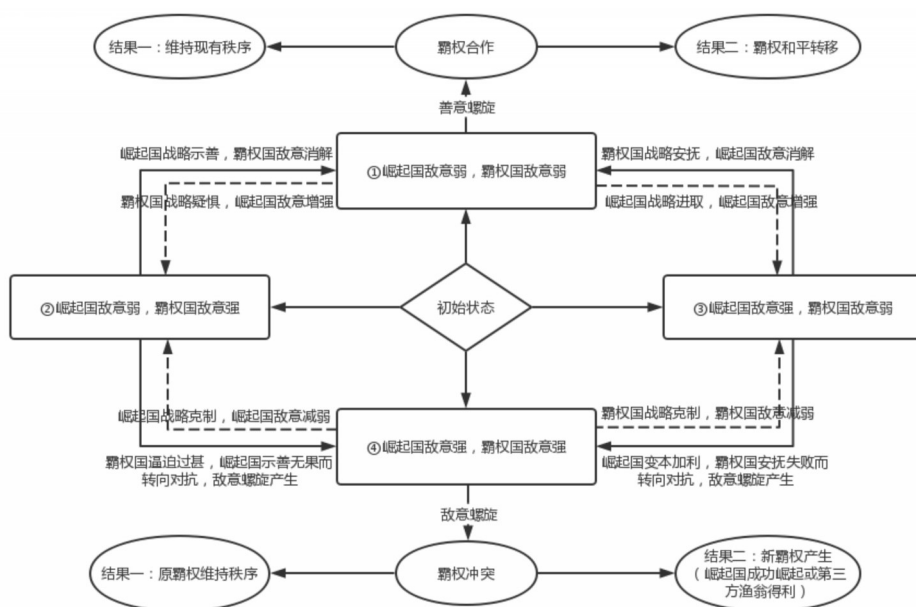 结果一：维持现有秩序
霸权合作
结果二：霸权和平转移
善意螺旋
崛起国战略示善，霸权国敌意消解
①崛起国敌意弱，霸权国敌意弱
霸权国战略安抚，崛起国敌意消解
霸权国战略疑惧，崛起国敌意增强
崛起国战略进取，崛起国敌意增强
②崛起国敌意弱，霸权国敌意强
初始状态
③崛起国敌意强，霸权国敌意弱
崛起国战略克制，崛起国敌意减弱
霸权国战略克制，霸权国敌意减弱
④崛起国敌意强，霸权国敌意强
霸权国逼迫过甚，崛起国示善无果而
转向对抗，敌意螺旋产生
崛起国变本加利，霸权国安抚失败而
转向对抗，敌意螺旋产生
敌意螺旋
结果一：原霸权维持秩序
霸权冲突
结果二：新霸权产生
（崛起国成功崛起或第三
方渔翁得利）